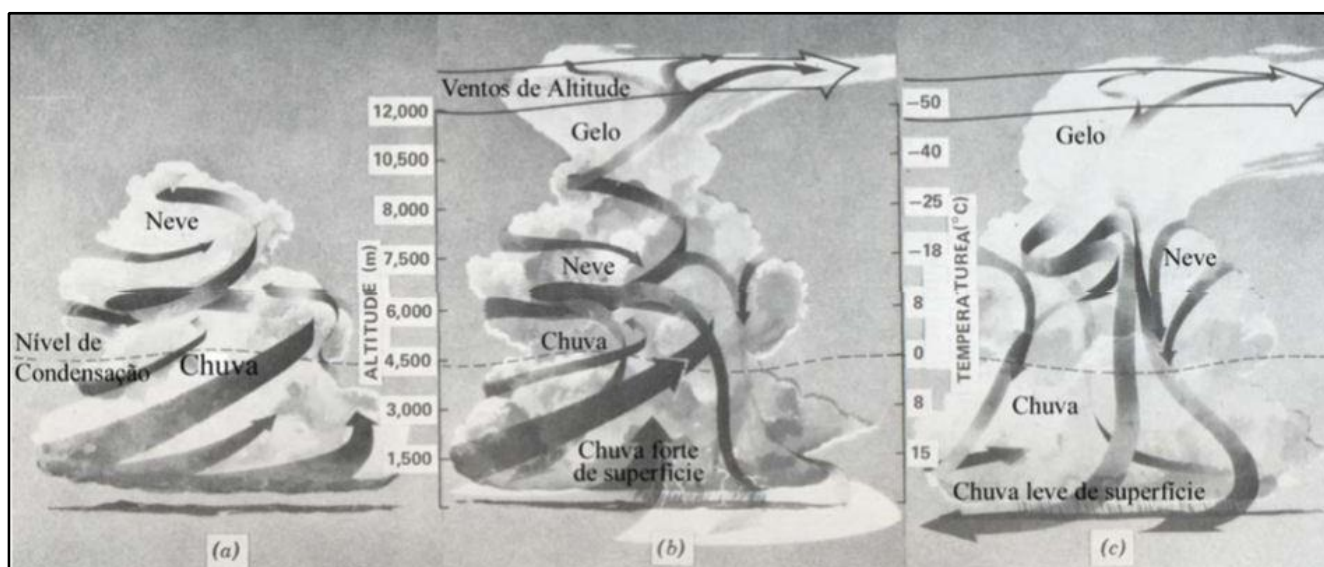 Neve
Nível de
Condensação
Chuva
(a)
ALTITUDE (m)
12,000
10,500
8,000
7,500
6,000
4,500
3,000
1,500
Ventos de Altitude
Gelo
Neve
Chuva
Chuva forte
de superfície
(b)
TEMPERATUREA(°C)
-50
-40
-25
-18
8
0
8
15
Gelo
Neve
Chuva
Chuva leve de superfície
(c)